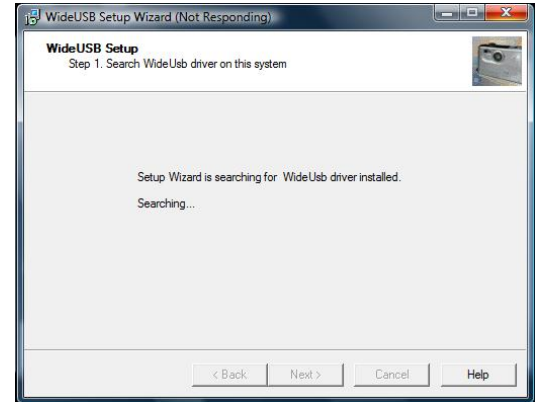 WideUSB Setup Wizard (Not Responding)
WideUSB Setup
Step 1. Search WideUsb driver on this system
Setup Wizard is searching for WideUsb driver installed.
Searching...
< Back Next > Cancel Help